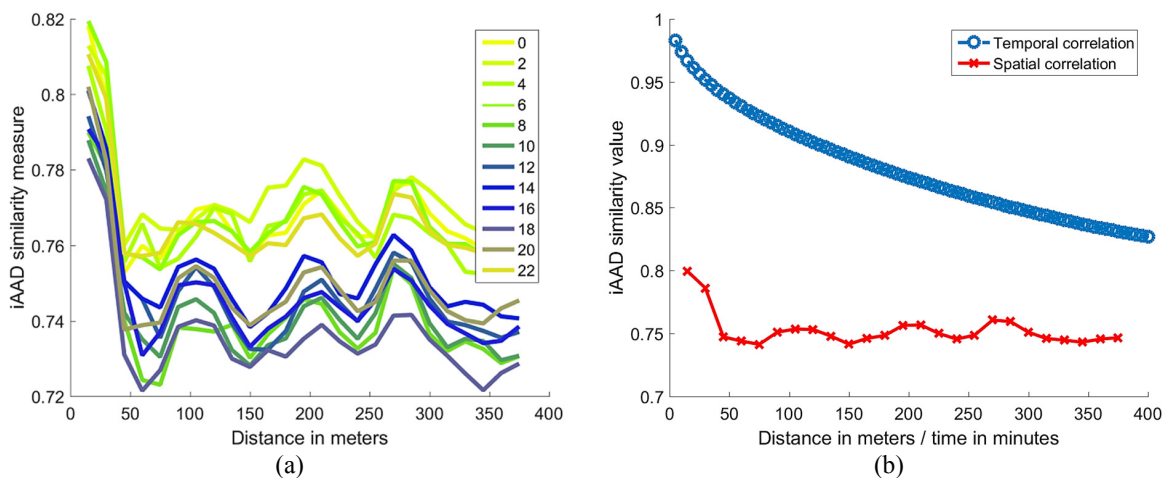 0.82
0.8
0.78
0.76
0.74
0.72
iAAD similarity measure
0
2
4
6
8
10
12
14
16
18
20
22
0 50 100 150 200 250 300 350 400
Distance in meters
(a)
1
0.95
0.9
0.85
0.8
0.75
0.7
iAAD similarity value
Temporal correlation
Spatial correlation
0 50 100 150 200 250 300 350 400
Distance in meters / time in minutes
(b)